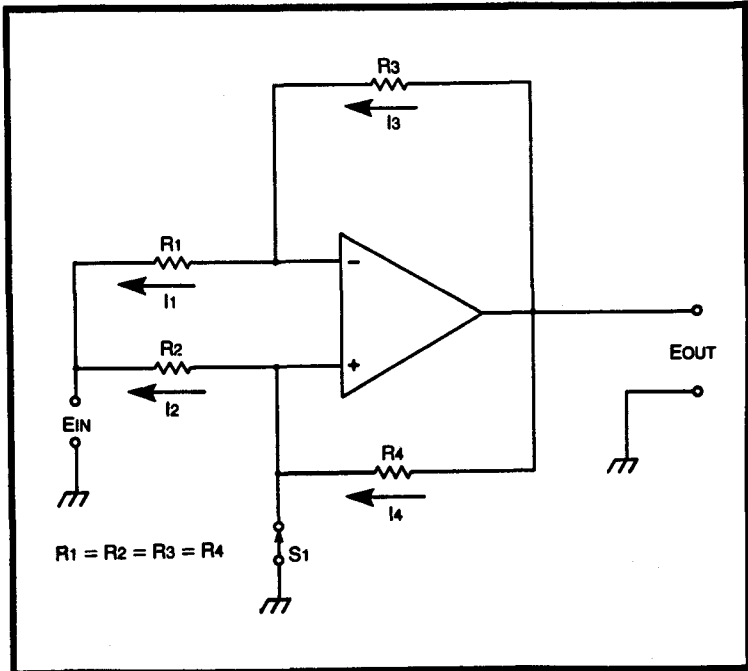 R3
I3
R1
I1
R2
I2
EIN
-
+
EOUT
R4
I4
S1
R1 = R2 = R3 = R4